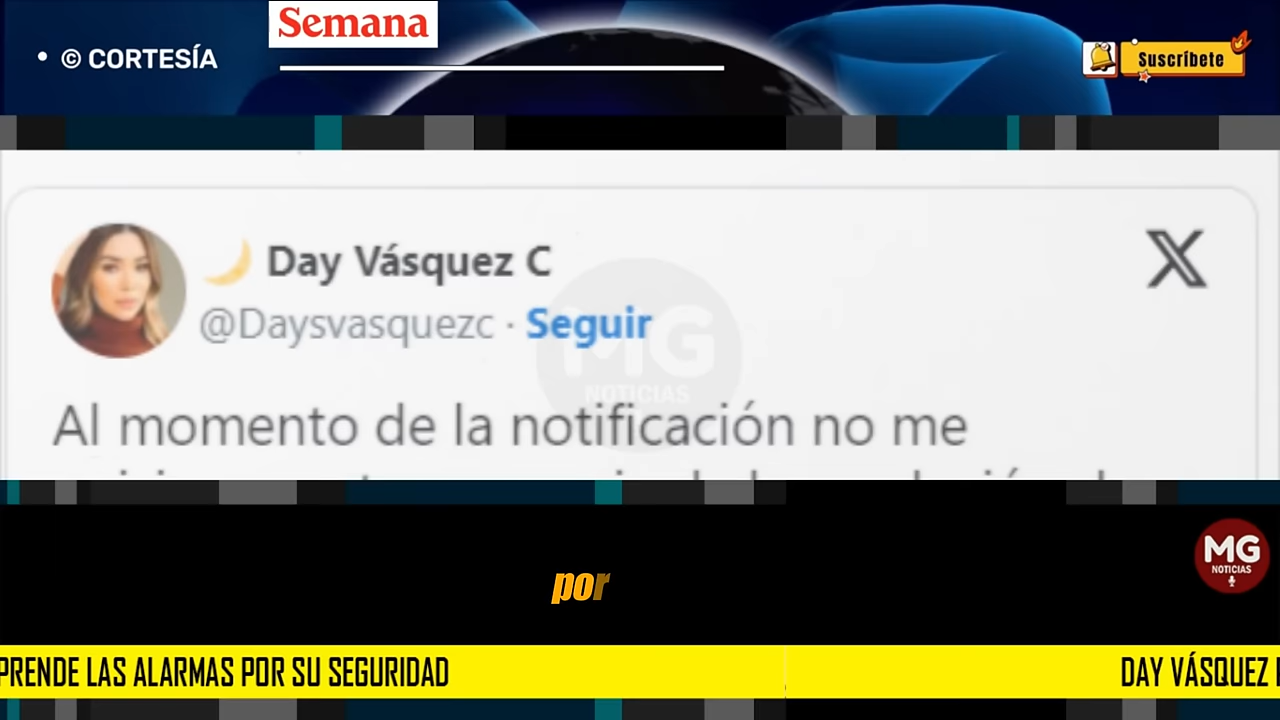 Semana
• © CORTESÍA
Suscríbete
Day Vásquez C
@Daysvasquezc · Seguir
Al momento de la notificación no me
MG
NOTICIAS
por
MG
NOTICIAS
PRENDE LAS ALARMAS POR SU SEGURIDAD
DAY VÁSQUEZ